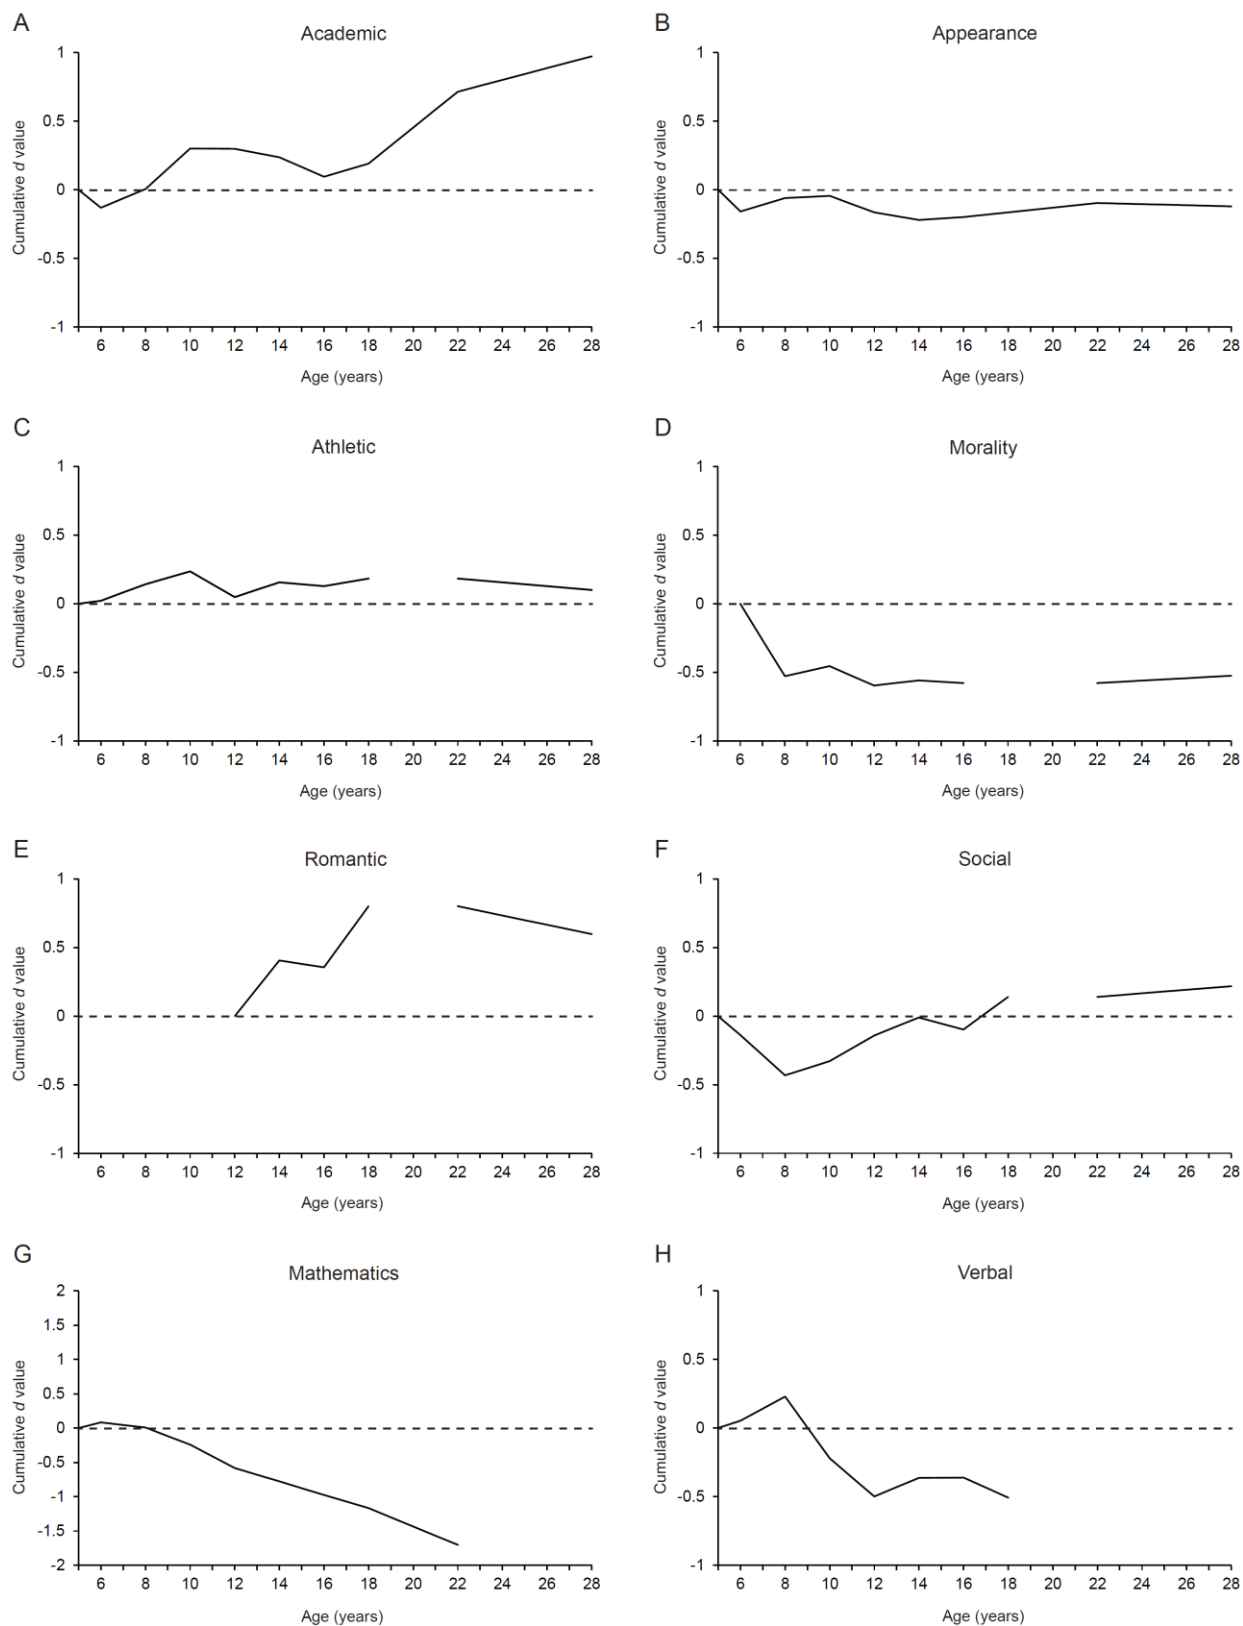 A
Academic
1
0.5
0
-0.5
-1
Cumulative d value
6 8 10 12 14 16 18 20 22 24 26 28
Age (years)
B
Appearance
1
0.5
0
-0.5
-1
Cumulative d value
6 8 10 12 14 16 18 20 22 24 26 28
Age (years)
C
Athletic
1
0.5
0
-0.5
-1
Cumulative d value
6 8 10 12 14 16 18 20 22 24 26 28
Age (years)
D
Morality
1
0.5
0
-0.5
-1
Cumulative d value
6 8 10 12 14 16 18 20 22 24 26 28
Age (years)
E
Romantic
1
0.5
0
-0.5
-1
Cumulative d value
6 8 10 12 14 16 18 20 22 24 26 28
Age (years)
F
Social
1
0.5
0
-0.5
-1
Cumulative d value
6 8 10 12 14 16 18 20 22 24 26 28
Age (years)
G
Mathematics
2
1.5
1
0.5
0
-0.5
-1
-1.5
-2
Cumulative d value
6 8 10 12 14 16 18 20 22 24 26 28
Age (years)
H
Verbal
1
0.5
0
-0.5
-1
Cumulative d value
6 8 10 12 14 16 18 20 22 24 26 28
Age (years)